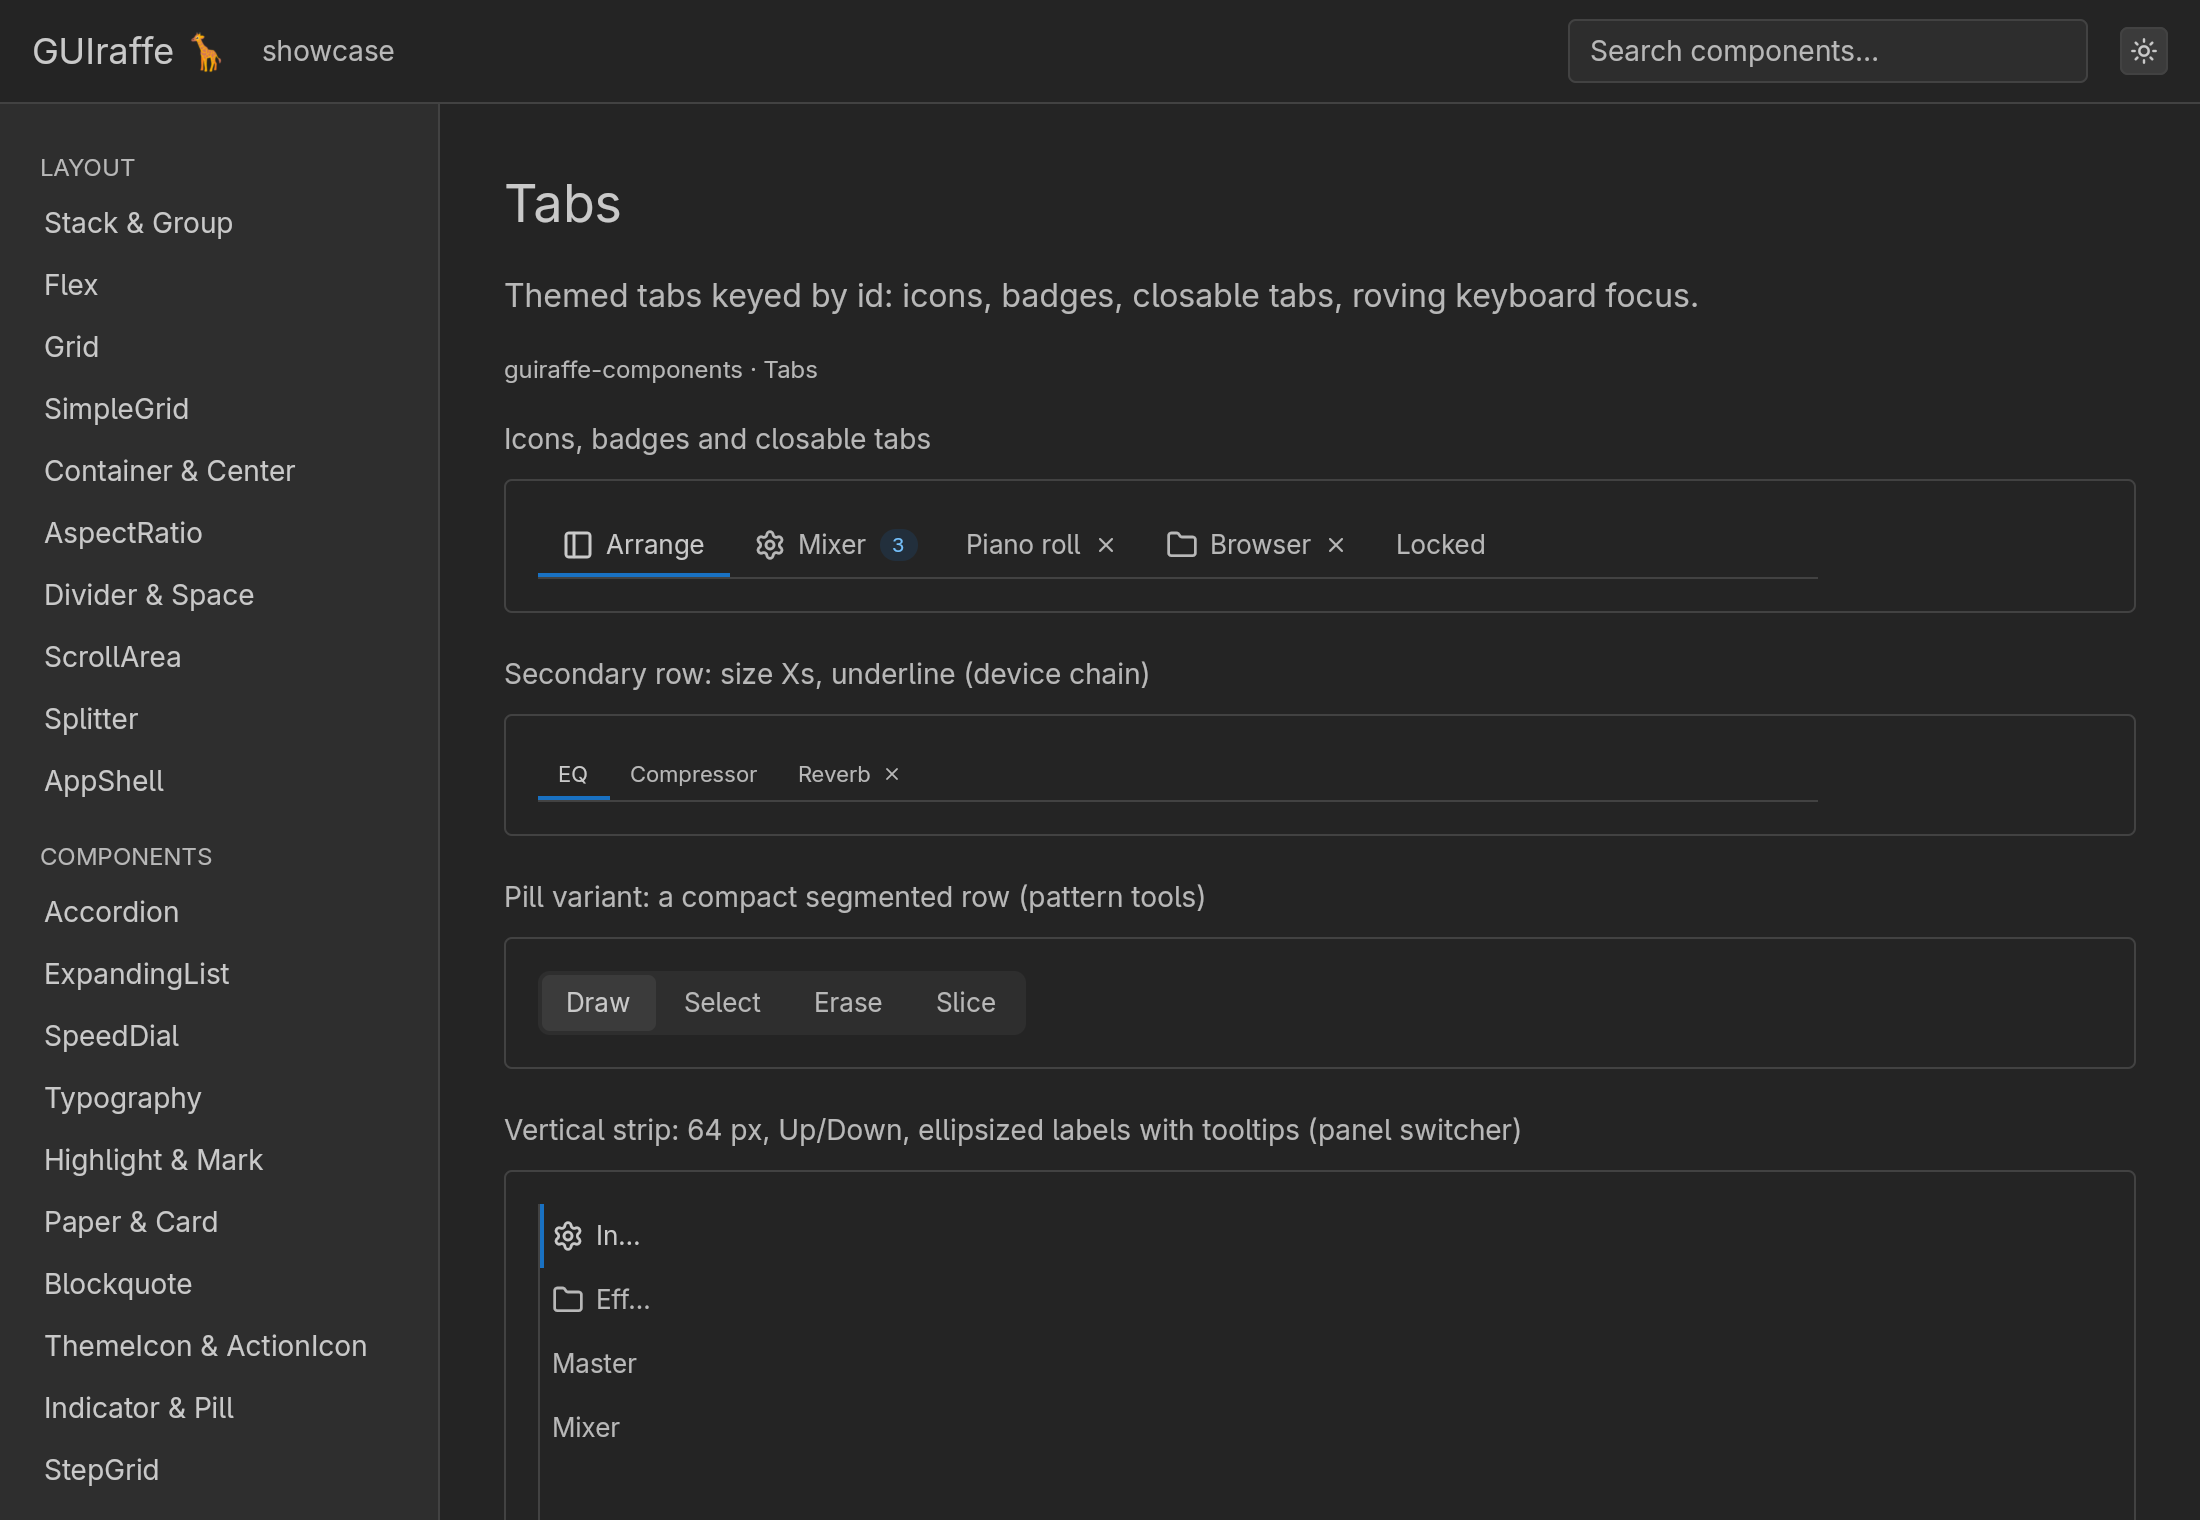 GUIraffe 🦒 showcase
Search components...
LAYOUT
Stack & Group
Flex
Grid
SimpleGrid
Container & Center
AspectRatio
Divider & Space
ScrollArea
Splitter
AppShell
COMPONENTS
Accordion
ExpandingList
SpeedDial
Typography
Highlight & Mark
Paper & Card
Blockquote
ThemeIcon & ActionIcon
Indicator & Pill
StepGrid
Tabs
Themed tabs keyed by id: icons, badges, closable tabs, roving keyboard focus.
guiraffe-components · Tabs
Icons, badges and closable tabs
Arrange Mixer 3 Piano roll × Browser × Locked
Secondary row: size Xs, underline (device chain)
EQ Compressor Reverb ×
Pill variant: a compact segmented row (pattern tools)
Draw Select Erase Slice
Vertical strip: 64 px, Up/Down, ellipsized labels with tooltips (panel switcher)
In...
Eff...
Master
Mixer